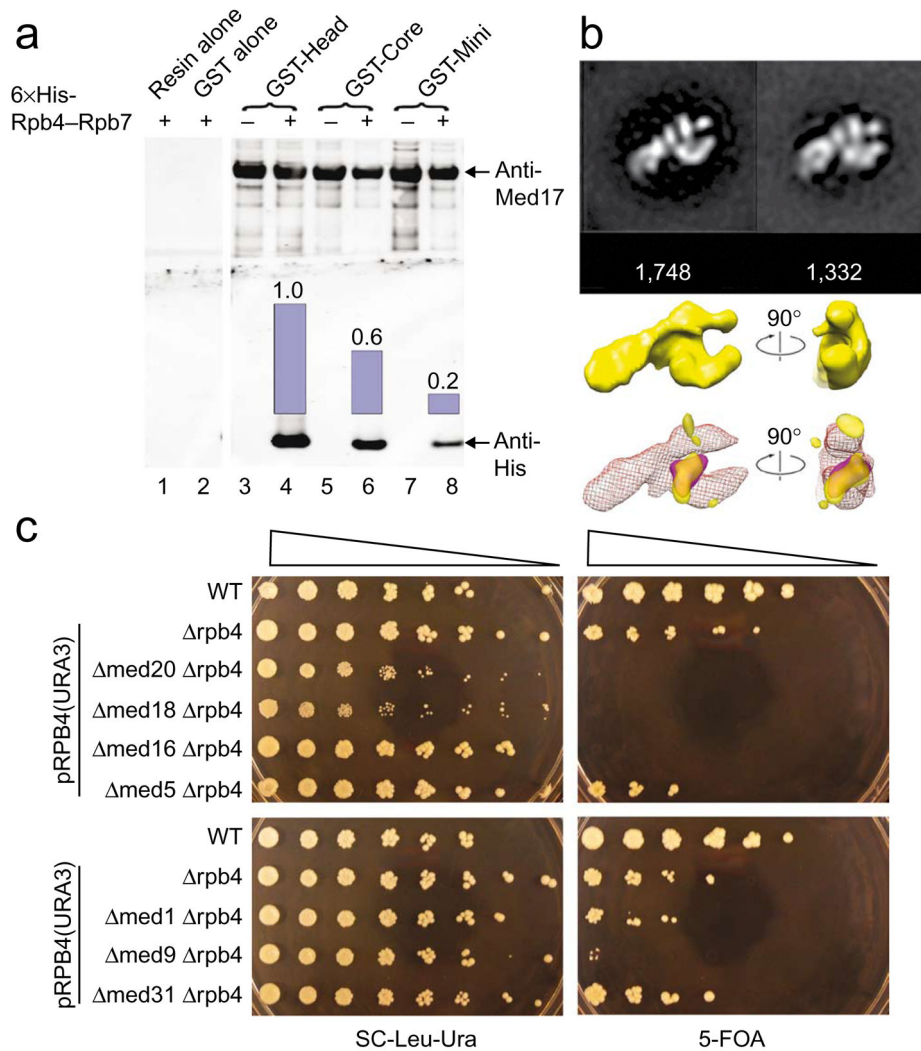 a
Resin alone
GST alone
GST-Head
GST-Core
GST-Mini
6×His-
Rpb4–Rpb7
+ + – + – + – +
Anti-
Med17
1.0
0.6
0.2
Anti-
His
1 2 3 4 5 6 7 8
b
1,748 1,332
90°
90°
c
WT
Δrpb4
Δmed20 Δrpb4
Δmed18 Δrpb4
Δmed16 Δrpb4
Δmed5 Δrpb4
pRPB4(URA3)
WT
Δrpb4
Δmed1 Δrpb4
Δmed9 Δrpb4
Δmed31 Δrpb4
pRPB4(URA3)
SC-Leu-Ura 5-FOA